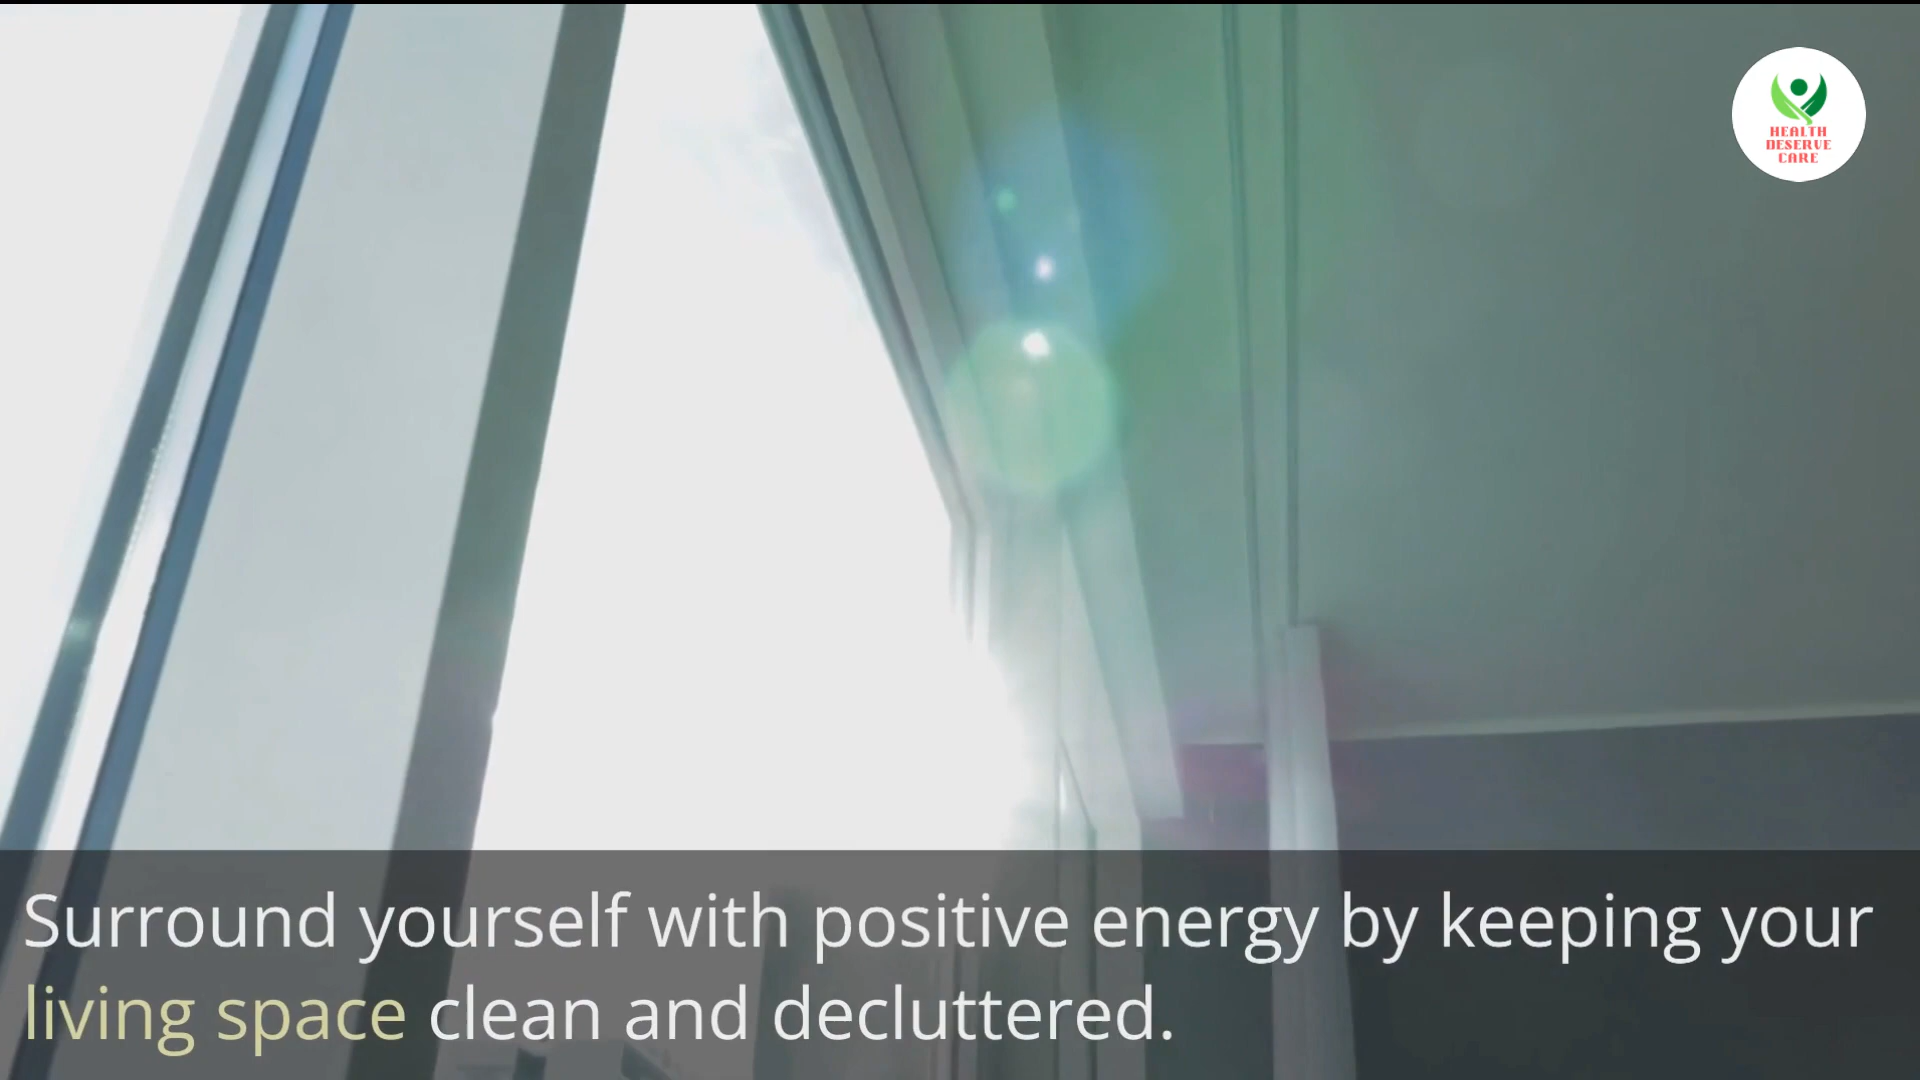 HEALTH
DESERVE
CARE
Surround yourself with positive energy by keeping your
living space clean and decluttered.